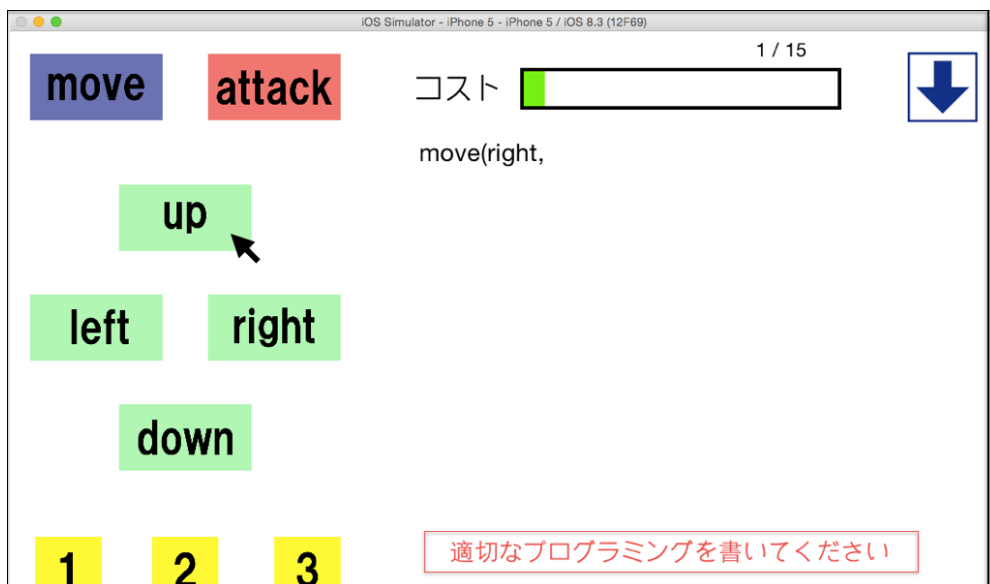 iOS Simulator - iPhone 5 - iPhone 5 / iOS 8.3 (12F69)
move
attack
コスト
1 / 15
move(right,
up
left
right
down
1
2
3
適切なプログラミングを書いてください